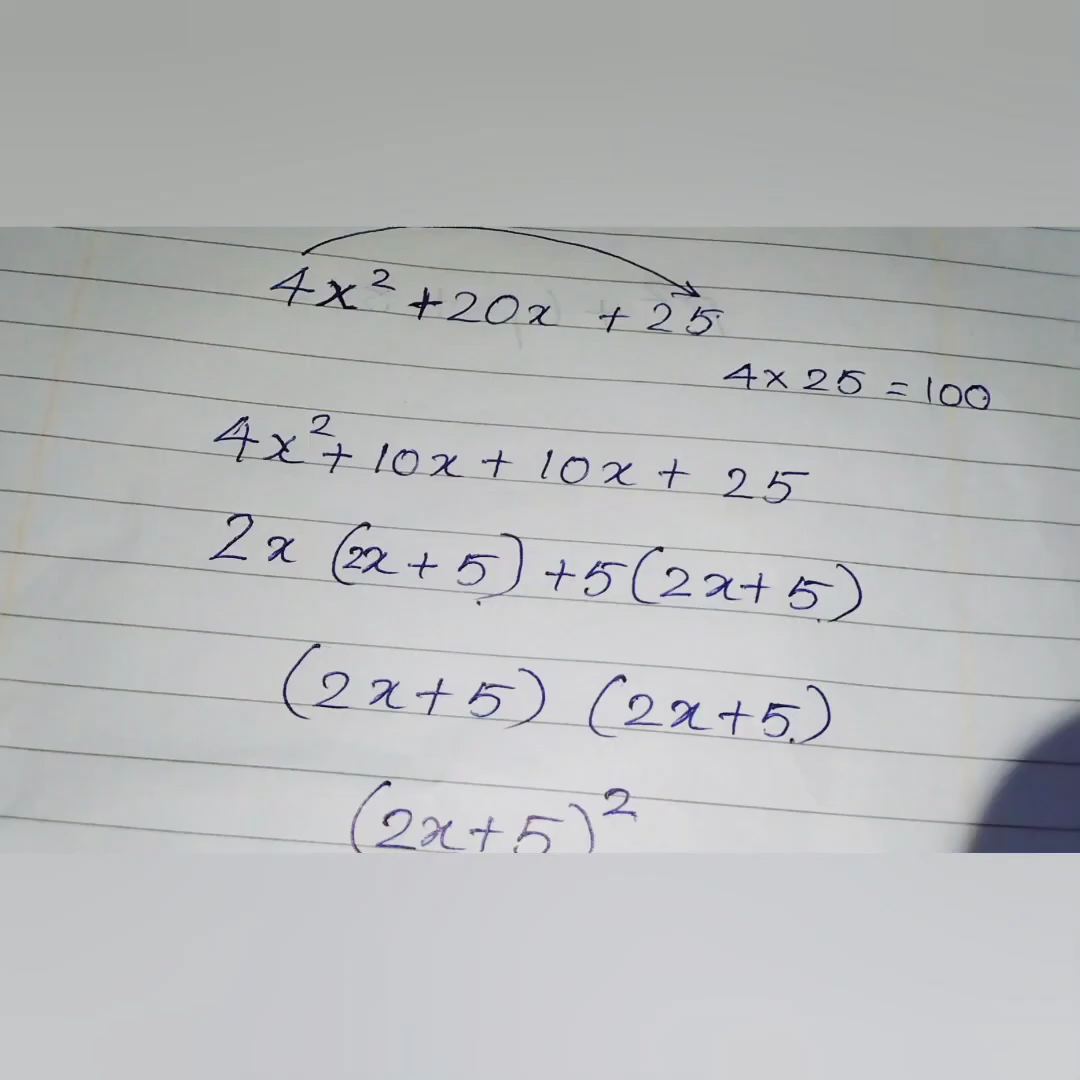 4x² + 20x + 25
4 x 25 = 100
4x² + 10x + 10x + 25
2x (2x + 5) + 5 (2x + 5)
(2x + 5) (2x + 5)
(2x + 5)²